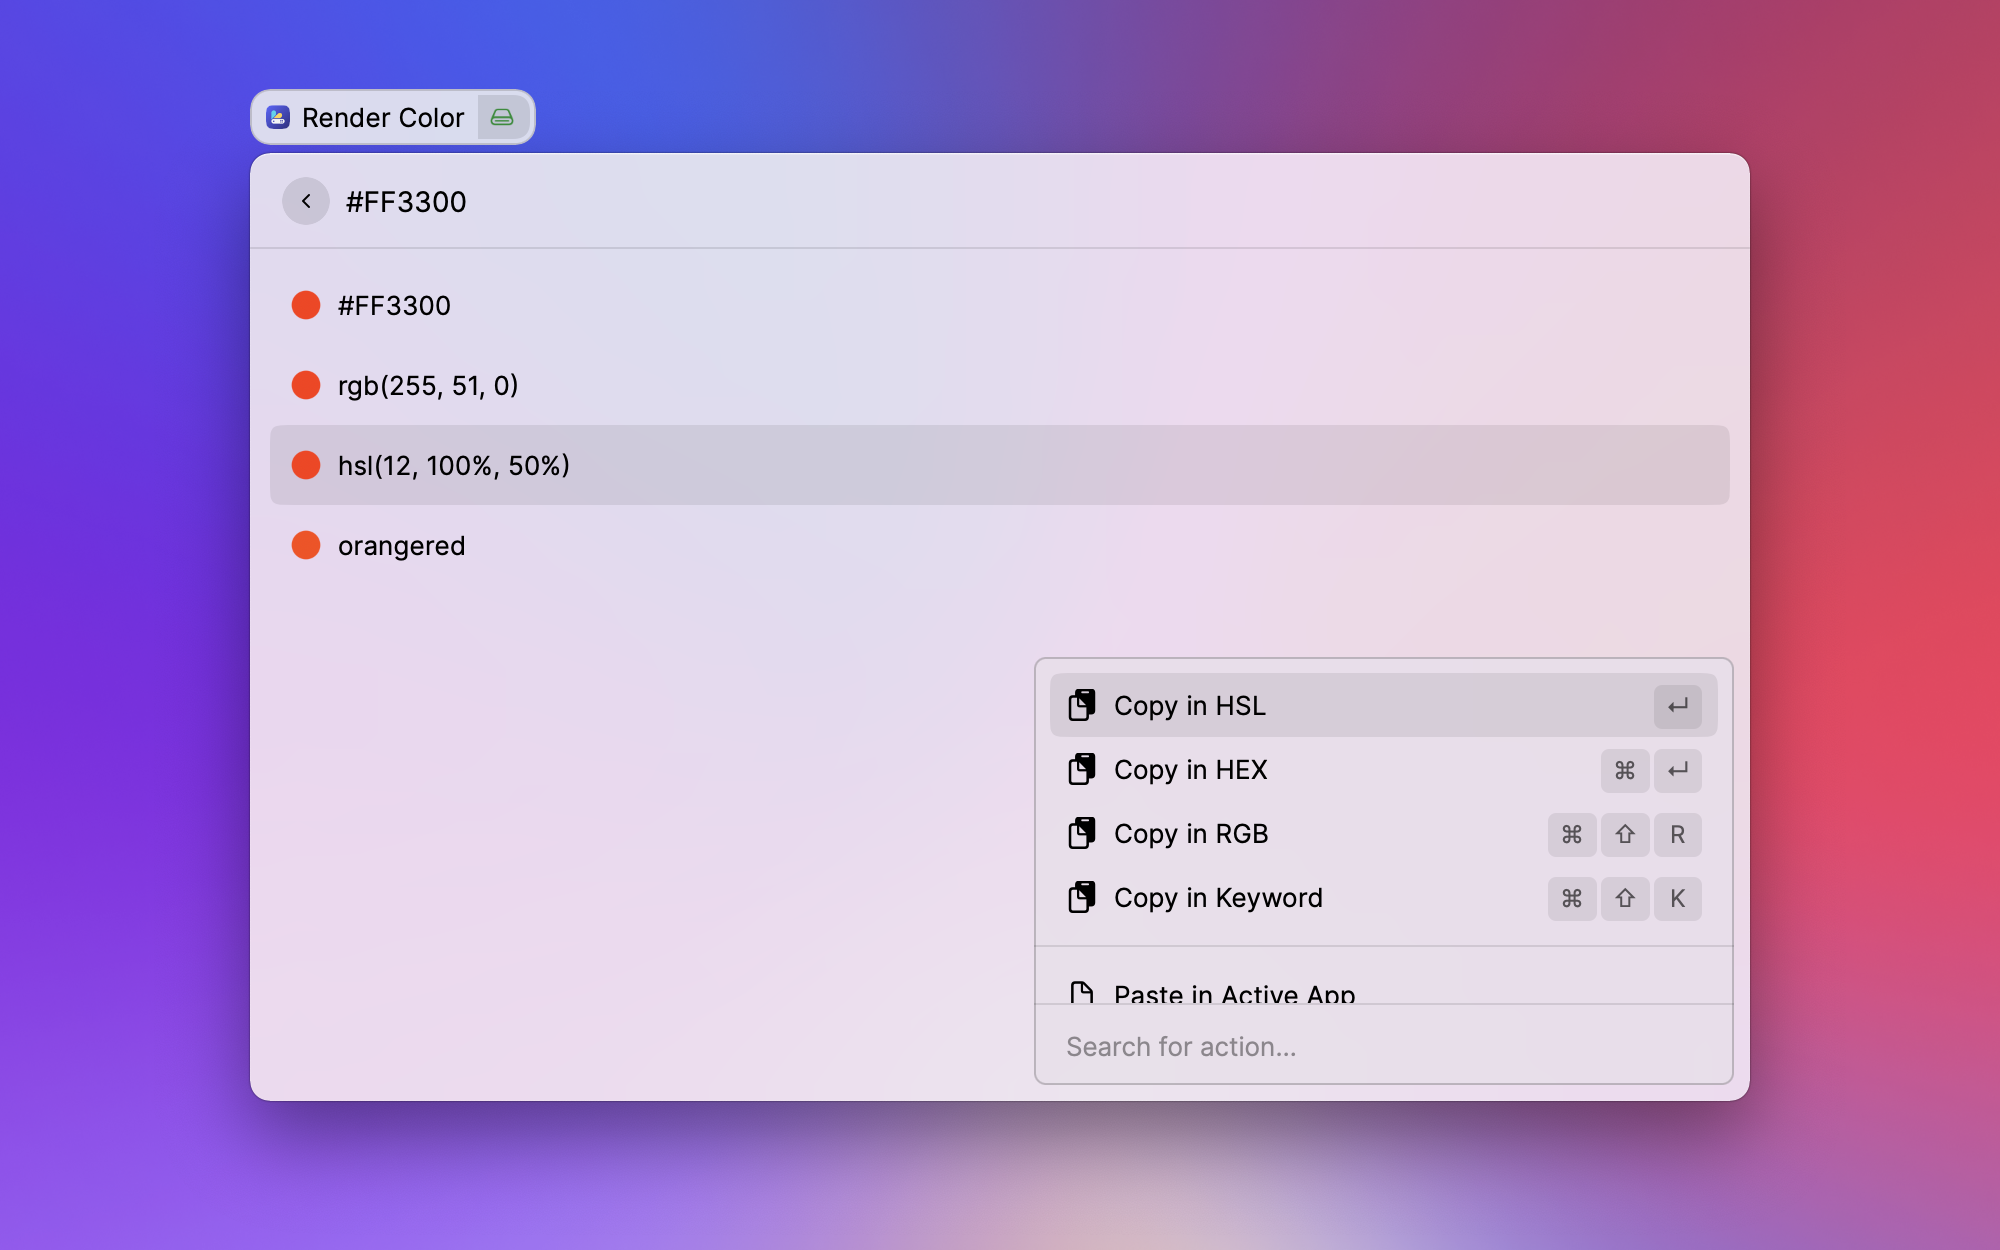 Render Color
#FF3300
#FF3300
rgb(255, 51, 0)
hsl(12, 100%, 50%)
orangered
Copy in HSL ↵
Copy in HEX ⌘ ↵
Copy in RGB ⌘ ⇧ R
Copy in Keyword ⌘ ⇧ K
Paste in Active App
Search for action...